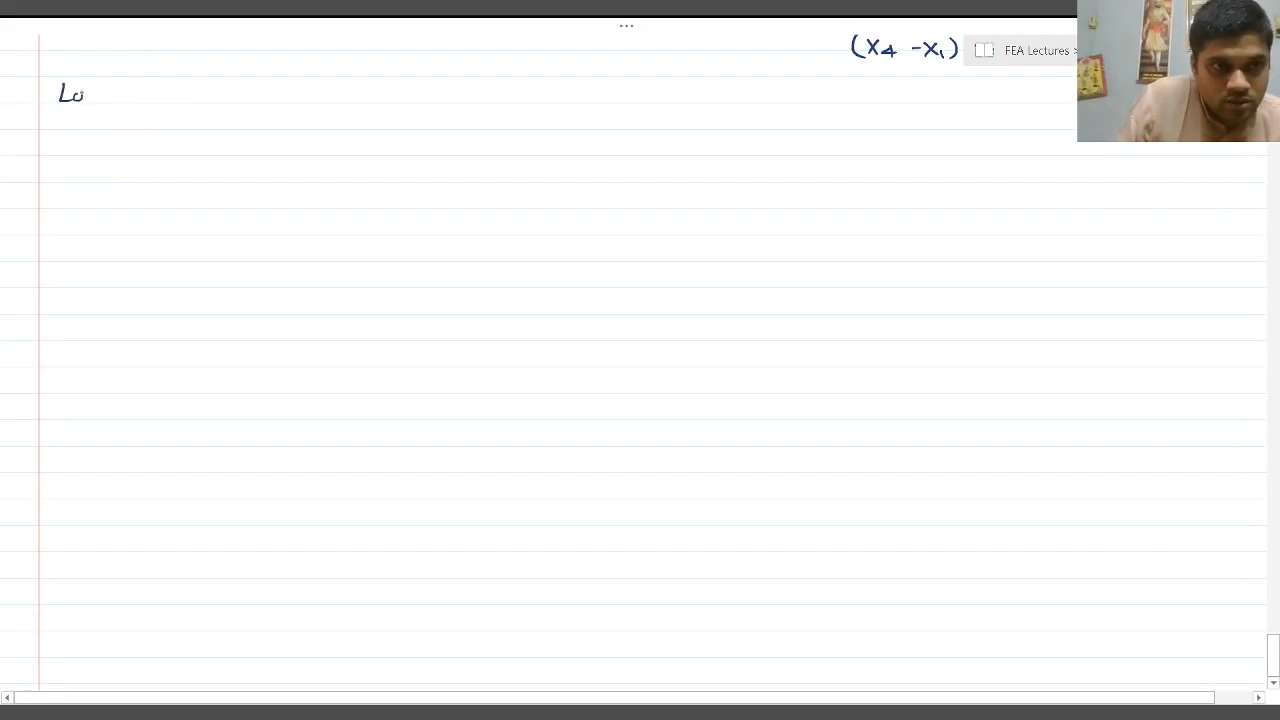 (x₄ -x₁) FEA Lectures >
Lo